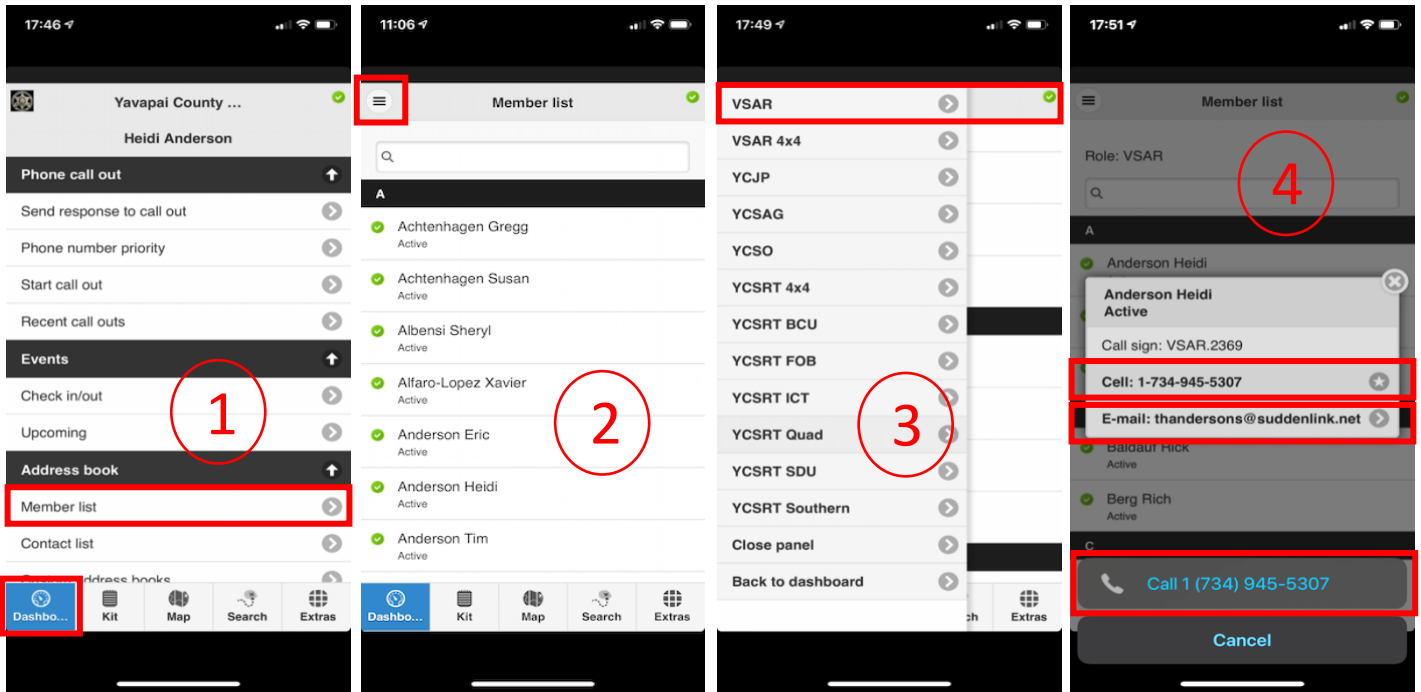 17:46
Yavapai County ...
Heidi Anderson
Phone call out
Send response to call out
Phone number priority
Start call out
Recent call outs
Events
Check in/out
Upcoming
Address book
Member list
Contact list
address books
Dashbo...
Kit
Map
Search
Extras
1
11:06
Member list
A
Achtenhagen Gregg
Active
Achtenhagen Susan
Active
Albensi Sheryl
Active
Alfaro-Lopez Xavier
Active
Anderson Eric
Active
Anderson Heidi
Active
Anderson Tim
Active
Dashbo...
Kit
Map
Search
Extras
2
17:49
VSAR
VSAR 4x4
YCJP
YCSAG
YCSO
YCSRT 4x4
YCSRT BCU
YCSRT FOB
YCSRT ICT
YCSRT Quad
YCSRT SDU
YCSRT Southern
Close panel
Back to dashboard
ch
Extras
3
17:51
Member list
Role: VSAR
A
Anderson Heidi
Anderson Heidi
Active
Call sign: VSAR.2369
Cell: 1-734-945-5307
E-mail: thandersons@suddenlink.net
Baldauf Rick
Active
Berg Rich
Active
C
Call 1 (734) 945-5307
Cancel
4